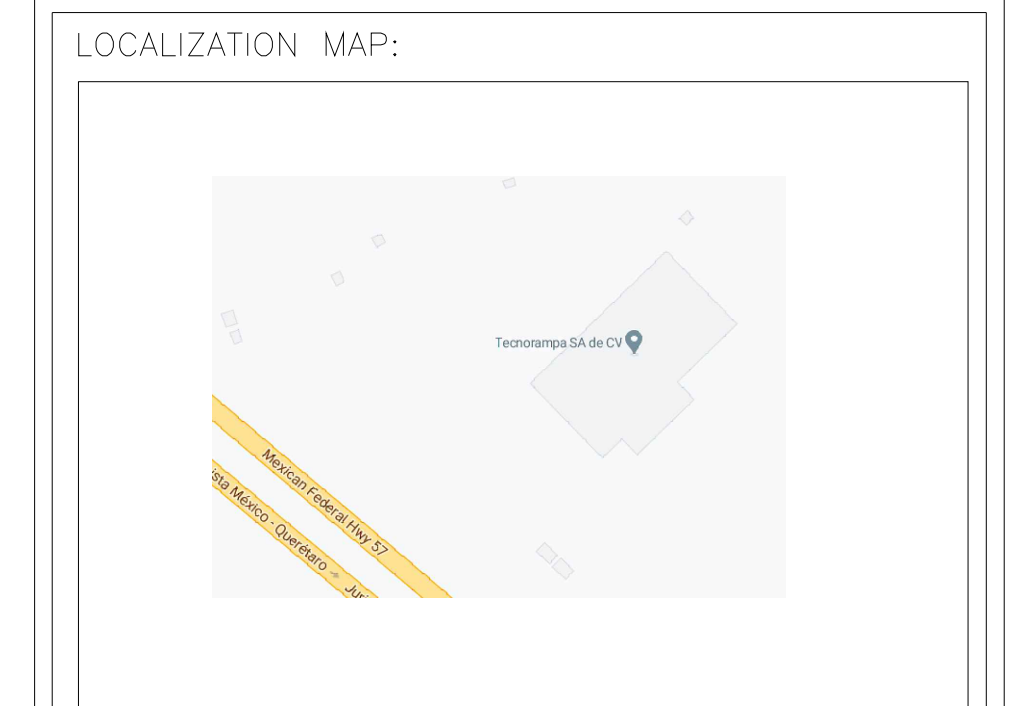 LOCALIZATION MAP:
Tecnorampa SA de CV
Mexican Federal Hwy 57
ista México - Querétaro